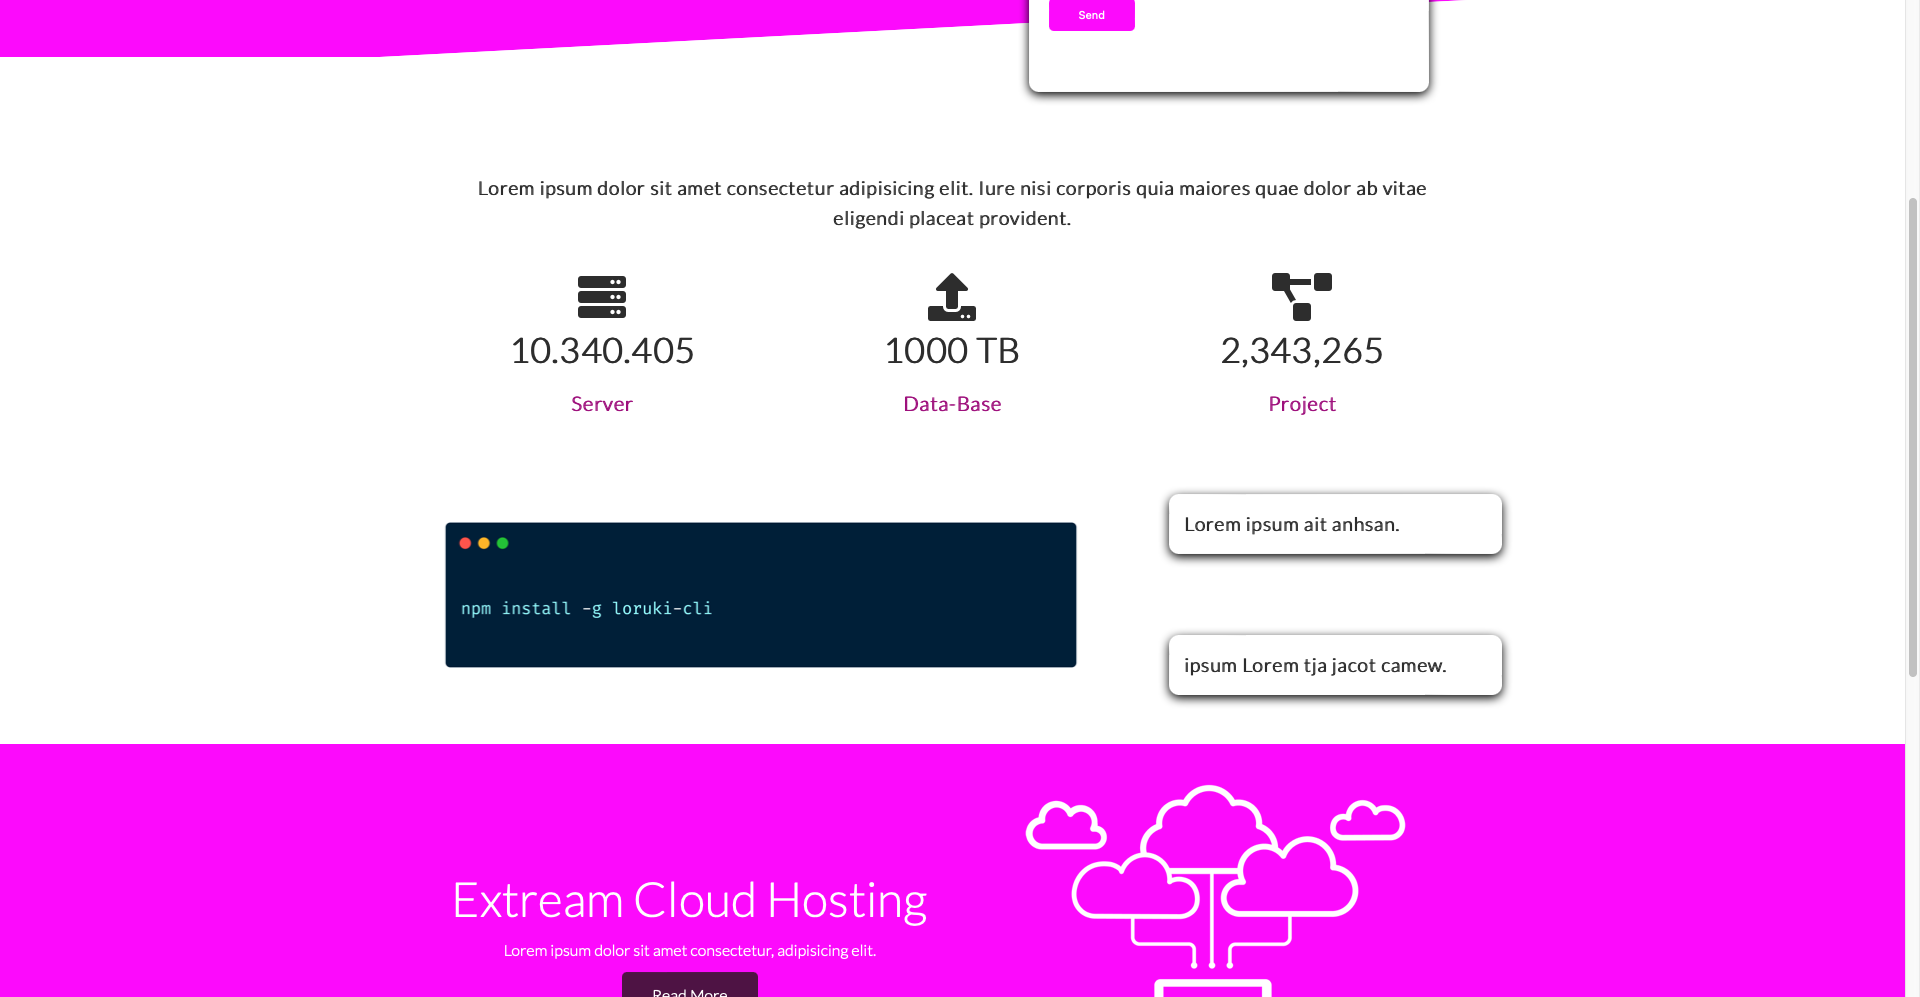 Send
Lorem ipsum dolor sit amet consectetur adipisicing elit. Iure nisi corporis quia maiores quae dolor ab vitae
eligendi placeat provident.
10.340.405
1000 TB
2,343,265
Server
Data-Base
Project
Lorem ipsum ait anhsan.
npm install -g loruki-cli
ipsum Lorem tja jacot camew.
Extream Cloud Hosting
Lorem ipsum dolor sit amet consectetur, adipisicing elit.
Read More